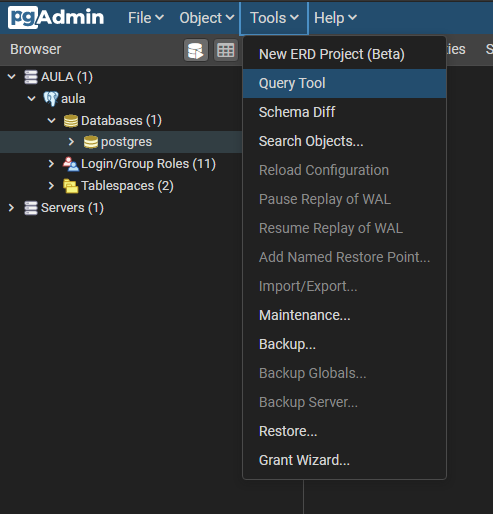 pgAdmin File Object Tools Help
Browser
New ERD Project (Beta)
AULA (1)
Query Tool
aula
Schema Diff
Databases (1)
Search Objects...
postgres
Login/Group Roles (11)
Reload Configuration
Tablespaces (2)
Pause Replay of WAL
Servers (1)
Resume Replay of WAL
Add Named Restore Point...
Import/Export...
Maintenance...
Backup...
Backup Globals...
Backup Server...
Restore...
Grant Wizard...